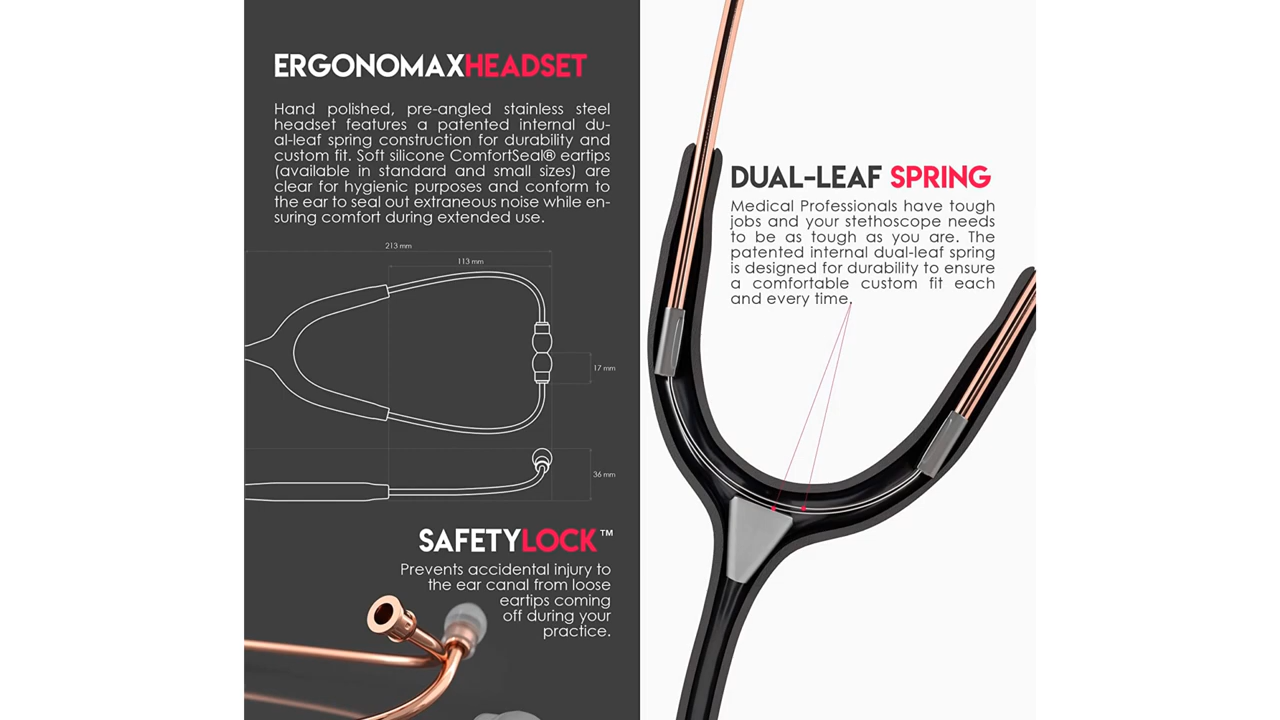 ERGONOMAXHEADSET
Hand polished, pre-angled stainless steel
headset features a patented internal du-
al-leaf spring construction for durability and
custom fit. Soft silicone ComfortSeal® eartips
(available in standard and small sizes) are
clear for hygienic purposes and conform to
the ear to seal out extraneous noise while en-
suring comfort during extended use.
213 mm
113 mm
17 mm
36 mm
SAFETYLOCK™
Prevents accidental injury to
the ear canal from loose
eartips coming
off during your
practice.
DUAL-LEAF SPRING
Medical Professionals have tough
jobs and your stethoscope needs
to be as tough as you are. The
patented internal dual-leaf spring
is designed for durability to ensure
a comfortable custom fit each
and every time.